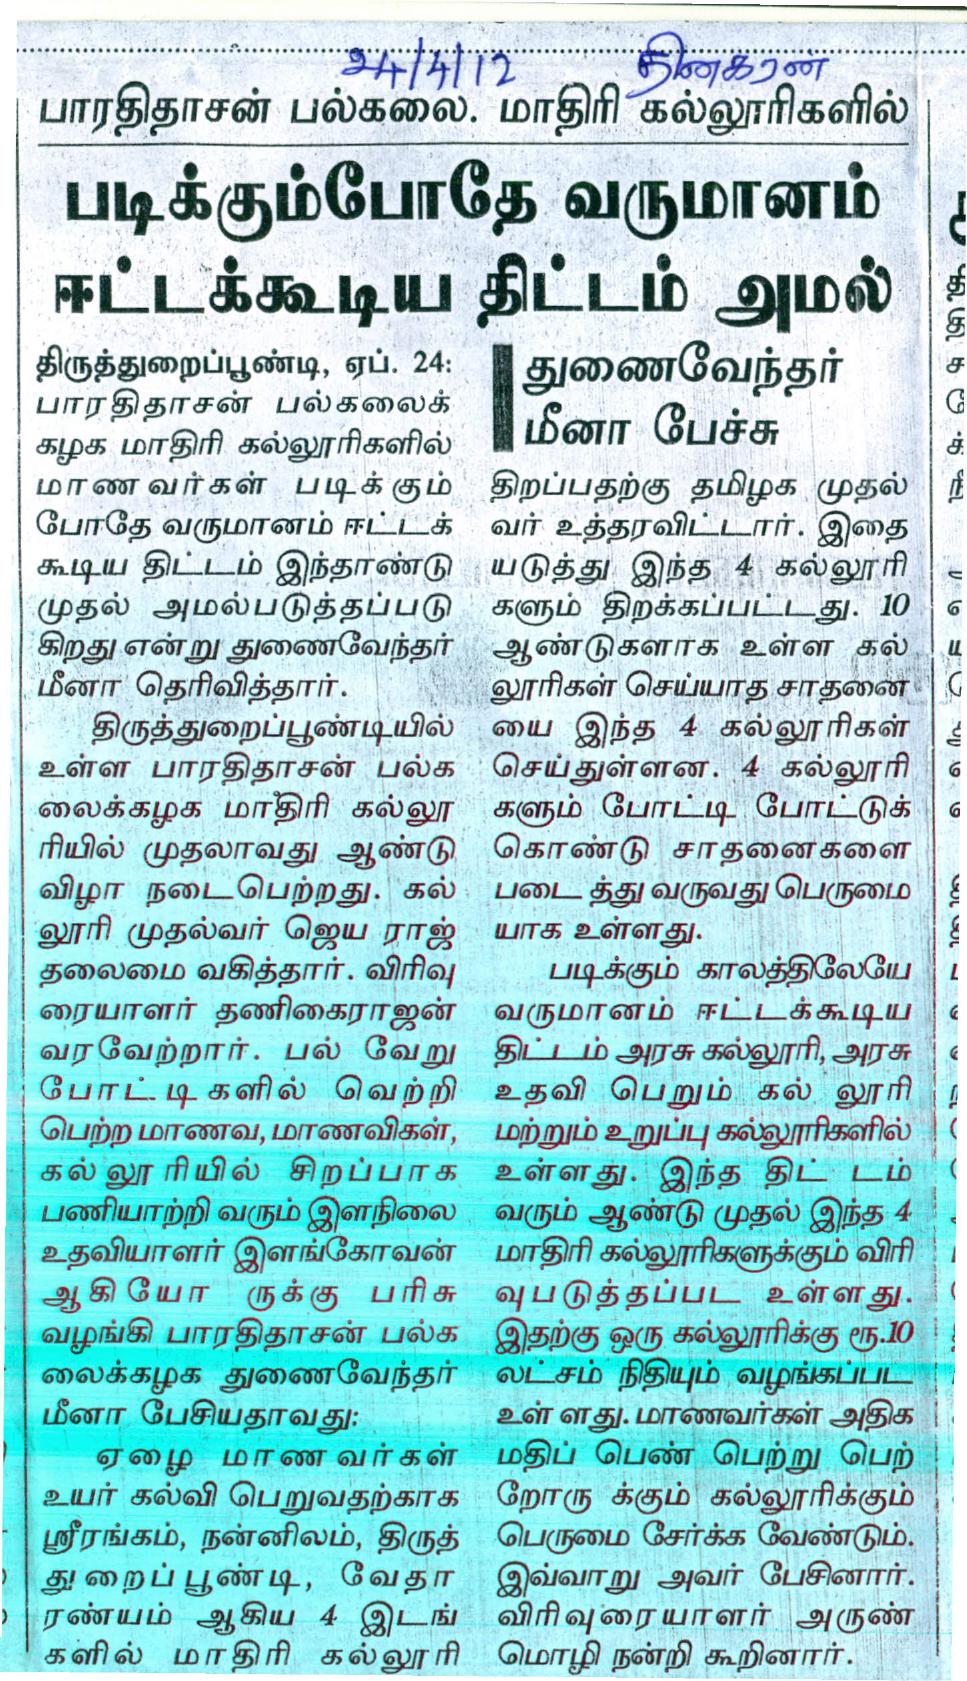 24/4/12 தினகரன்
பாரதிதாசன் பல்கலை. மாதிரி கல்லூரிகளில்
படிக்கும்போதே வருமானம்
ஈட்டக்கூடிய திட்டம் அமல்
திருத்துறைப்பூண்டி, ஏப். 24:
பாரதிதாசன் பல்கலைக்
கழக மாதிரி கல்லூரிகளில்
மாணவர்கள் படிக்கும்
போதே வருமானம் ஈட்டக்
கூடிய திட்டம் இந்தாண்டு
முதல் அமல்படுத்தப்படு
கிறது என்று துணைவேந்தர்
மீனா தெரிவித்தார்.
திருத்துறைப்பூண்டியில்
உள்ள பாரதிதாசன் பல்க
லைக்கழக மாதிரி கல்லூ
ரியில் முதலாவது ஆண்டு
விழா நடைபெற்றது. கல்
லூரி முதல்வர் ஜெய ராஜ்
தலைமை வகித்தார். விரிவு
ரையாளர் தணிகைராஜன்
வரவேற்றார். பல் வேறு
போட்டிகளில் வெற்றி
பெற்ற மாணவ, மாணவிகள்,
கல்லூரியில் சிறப்பாக
பணியாற்றி வரும் இளநிலை
உதவியாளர் இளங்கோவன்
ஆகியோ ருக்கு பரிசு
வழங்கி பாரதிதாசன் பல்க
லைக்கழக துணைவேந்தர்
மீனா பேசியதாவது:
ஏழை மாணவர்கள்
உயர் கல்வி பெறுவதற்காக
ஸ்ரீரங்கம், நன்னிலம், திருத்
துறைப்பூண்டி, வேதா
ரண்யம் ஆகிய 4 இடங்
களில் மாதிரி கல்லூரி
துணைவேந்தர்
மீனா பேச்சு
திறப்பதற்கு தமிழக முதல்
வர் உத்தரவிட்டார். இதை
யடுத்து இந்த 4 கல்லூரி
களும் திறக்கப்பட்டது. 10
ஆண்டுகளாக உள்ள கல்
லூரிகள் செய்யாத சாதனை
யை இந்த 4 கல்லூரிகள்
செய்துள்ளன. 4 கல்லூரி
களும் போட்டி போட்டுக்
கொண்டு சாதனைகளை
படை த்து வருவது பெருமை
யாக உள்ளது.
படிக்கும் காலத்திலேயே
வருமானம் ஈட்டக்கூடிய
திட்டம் அரசு கல்லூரி, அரசு
உதவி பெறும் கல் லூரி
மற்றும் உறுப்பு கல்லூரிகளில்
உள்ளது. இந்த திட் டம்
வரும் ஆண்டு முதல் இந்த 4
மாதிரி கல்லூரிகளுக்கும் விரி
வுபடுத்தப்பட உள்ளது.
இதற்கு ஒரு கல்லூரிக்கு ரூ.10
லட்சம் நிதியும் வழங்கப்பட
உள் ளது. மாணவர்கள் அதிக
மதிப் பெண் பெற்று பெற்
றோரு க்கும் கல்லூரிக்கும்
பெருமை சேர்க்க வேண்டும்.
இவ்வாறு அவர் பேசினார்.
விரிவுரையாளர் அருண்
மொழி நன்றி கூறினார்.